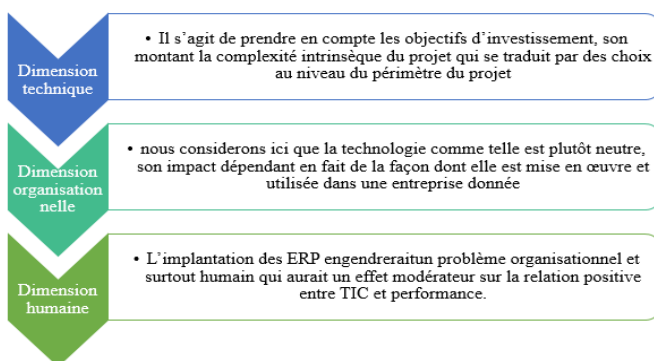 Dimension
technique
• Il s’agit de prendre en compte les objectifs d’investissement, son
montant la complexité intrinsèque du projet qui se traduit par des choix
au niveau du périmètre du projet
Dimension
organisation
nelle
• nous considerons ici que la technologie comme telle est plutôt neutre,
son impact dépendant en fait de la façon dont elle est mise en œuvre et
utilisée dans une entreprise donnée
Dimension
humaine
• L’implantation des ERP engendreraitun problème organisationnel et
surtout humain qui aurait un effet modérateur sur la relation positive
entre TIC et performance.